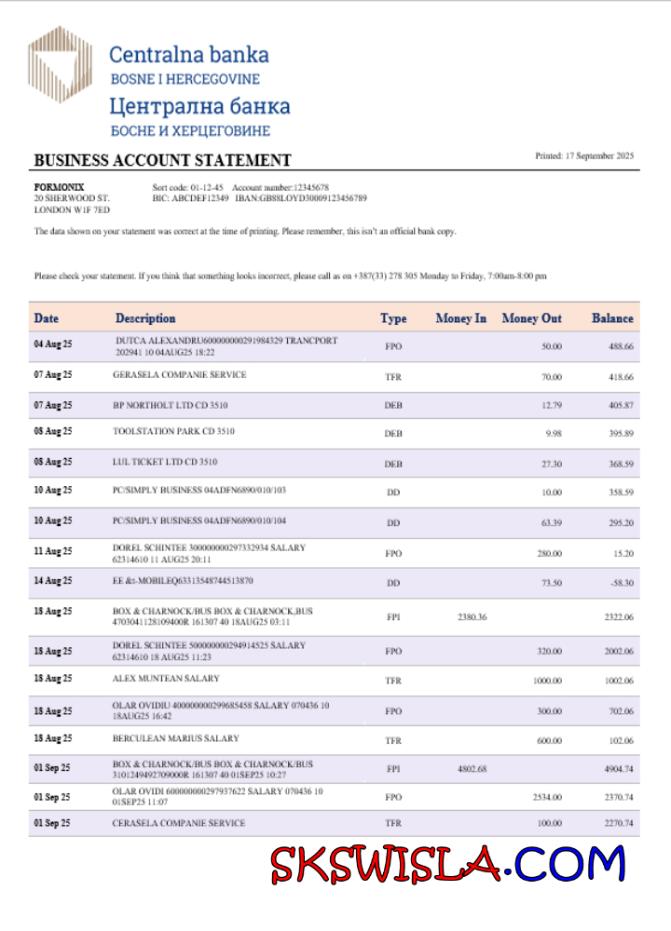 Centralna banka
BOSNE I HERCEGOVINE
Централна банка
БОСНЕ И ХЕРЦЕГОВИНЕ
BUSINESS ACCOUNT STATEMENT Printed: 17 September 2025
FORMONIX Sort code: 01-12-45 Account number:12345678
20 SHERWOOD ST. BIC: ABCDEF12349 IBAN:GB88LOYD30009123456789
LONDON W1F 7ED
The data shown on your statement was correct at the time of printing. Please remember, this isn't an official bank copy.
Please check your statement. If you think that something looks incorrect, please call as on +387(33) 278 305 Monday to Friday, 7:00am-8:00 pm
Date Description Type Money In Money Out Balance
04 Aug 25 DUTCA ALEXANDRU600000000291984329 TRANCPORT
202941 10 04AUG25 18:22 FPO 50.00 488.66
07 Aug 25 GERASELA COMPANIE SERVICE TFR 70.00 418.66
07 Aug 25 BP NORTHOLT LTD CD 3510 DEB 12.79 405.87
08 Aug 25 TOOLSTATION PARK CD 3510 DEB 9.98 395.89
08 Aug 25 LUL TICKET LTD CD 3510 DEB 27.30 368.59
10 Aug 25 PC/SIMPLY BUSINESS 04ADFN6890/010/103 DD 10.00 358.59
10 Aug 25 PC/SIMPLY BUSINESS 04ADFN6890/010/104 DD 63.39 295.20
11 Aug 25 DOREL SCHINTEE 300000000297332934 SALARY
62314610 11 AUG25 20:11 FPO 280.00 15.20
14 Aug 25 EE &t-MOBILEQ63313548744513870 DD 73.50 -58.30
18 Aug 25 BOX & CHARNOCK/BUS BOX & CHARNOCK,BUS
4703041128109400R 161307 40 18AUG25 03:11 FPI 2380.36 2322.06
18 Aug 25 DOREL SCHINTEE 500000000294914525 SALARY
62314610 18 AUG25 11:23 FPO 320.00 2002.06
18 Aug 25 ALEX MUNTEAN SALARY TFR 1000.00 1002.06
18 Aug 25 OLAR OVIDIU 400000000299685458 SALARY 070436 10
18AUG25 16:42 FPO 300.00 702.06
18 Aug 25 BERCULEAN MARIUS SALARY TFR 600.00 102.06
01 Sep 25 BOX & CHARNOCK/BUS BOX & CHARNOCK/BUS
3101249492709000R 161307 40 01SEP25 10:27 FPI 4802.68 4904.74
01 Sep 25 OLAR OVIDI 600000000297937622 SALARY 070436 10
01SEP25 11:07 FPO 2534.00 2370.74
01 Sep 25 CERASELA COMPANIE SERVICE TFR 100.00 2270.74
SKSWISLA.COM